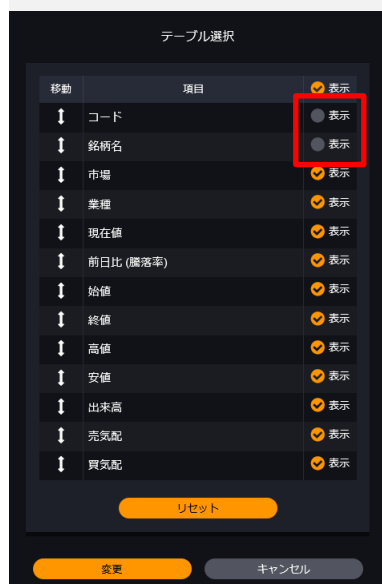 テーブル選択
移動 項目 表示
コード 表示
銘柄名 表示
市場 表示
業種 表示
現在値 表示
前日比 (騰落率) 表示
始値 表示
終値 表示
高値 表示
安値 表示
出来高 表示
売気配 表示
買気配 表示
リセット
変更 キャンセル